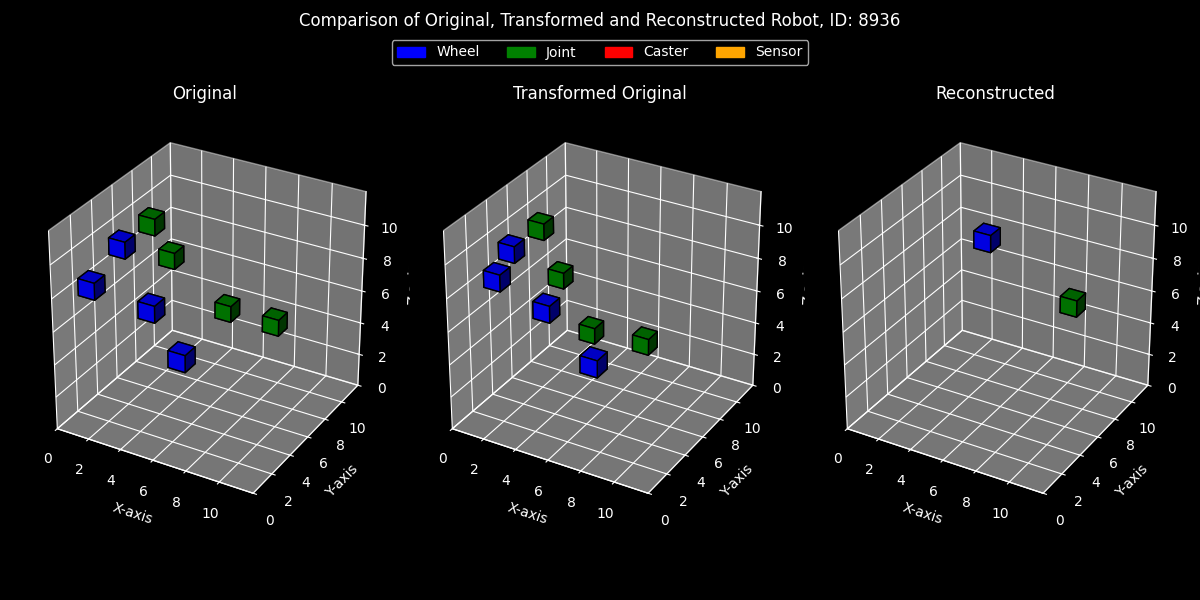 Comparison of Original, Transformed and Reconstructed Robot, ID: 8936
Wheel Joint Caster Sensor
Original Transformed Original Reconstructed
10 10 10
8 8 8
6 6 6
4 4 4
2 2 2
0 0 0
0 2 4 6 8 10 0 2 4 6 8 10 0 2 4 6 8 10
0 2 4 6 8 10 0 2 4 6 8 10 0 2 4 6 8 10
X-axis Y-axis X-axis Y-axis X-axis Y-axis